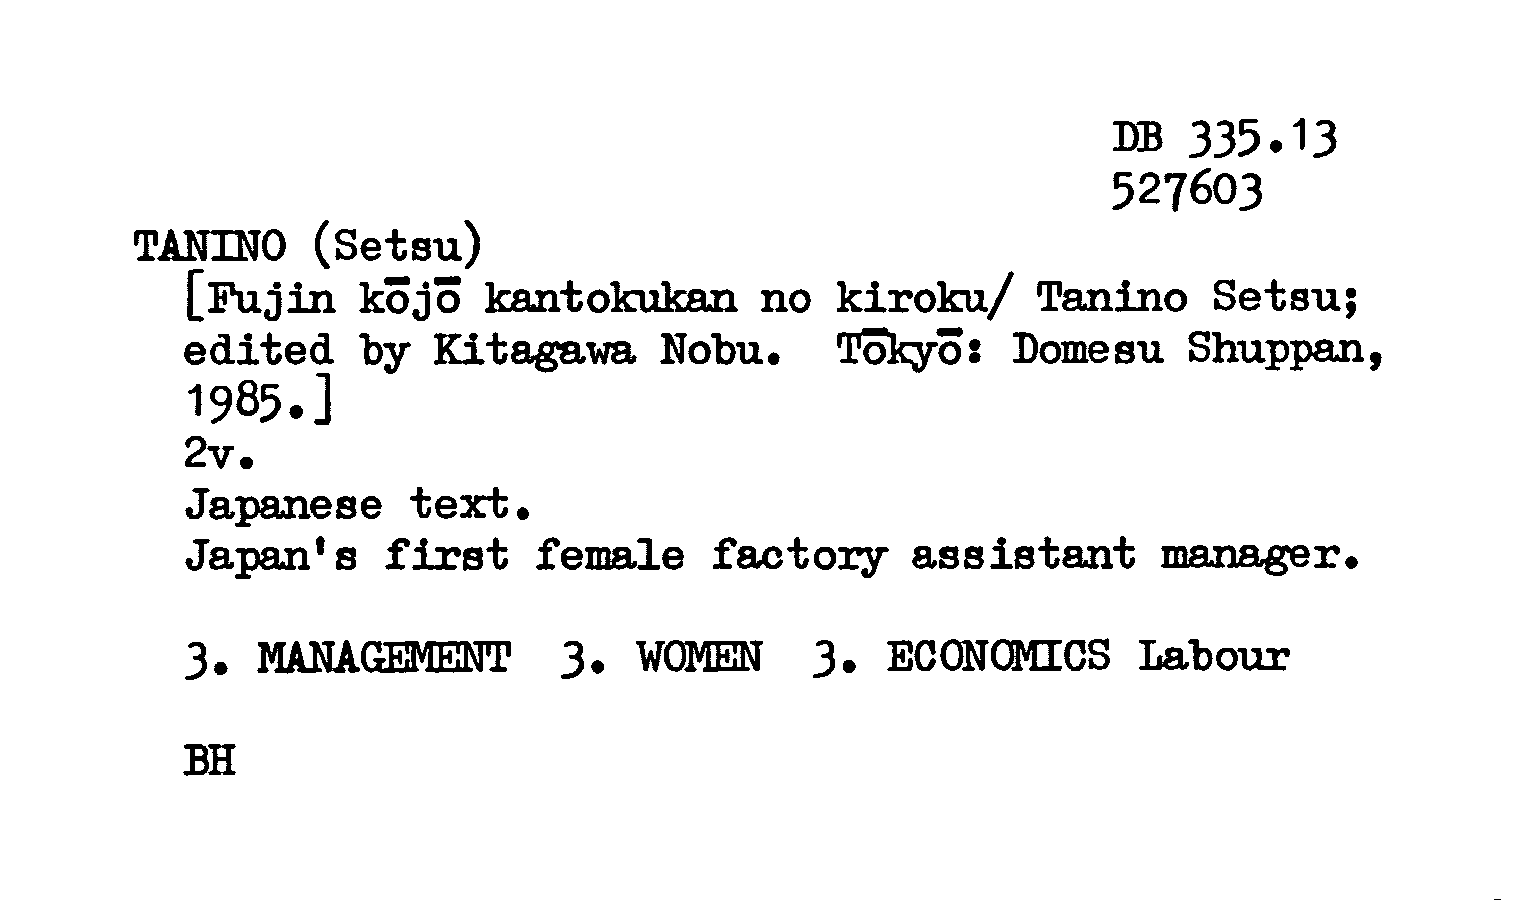 DB 335.13
527603
TANINO (Setsu)
[Fujin kōjō kantokukan no kiroku/ Tanino Setsu;
edited by Kitagawa Nobu. Tōkyō: Domesu Shuppan,
1985.]
2v.
Japanese text.
Japan's first female factory assistant manager.
3. MANAGEMENT 3. WOMEN 3. ECONOMICS Labour
BH